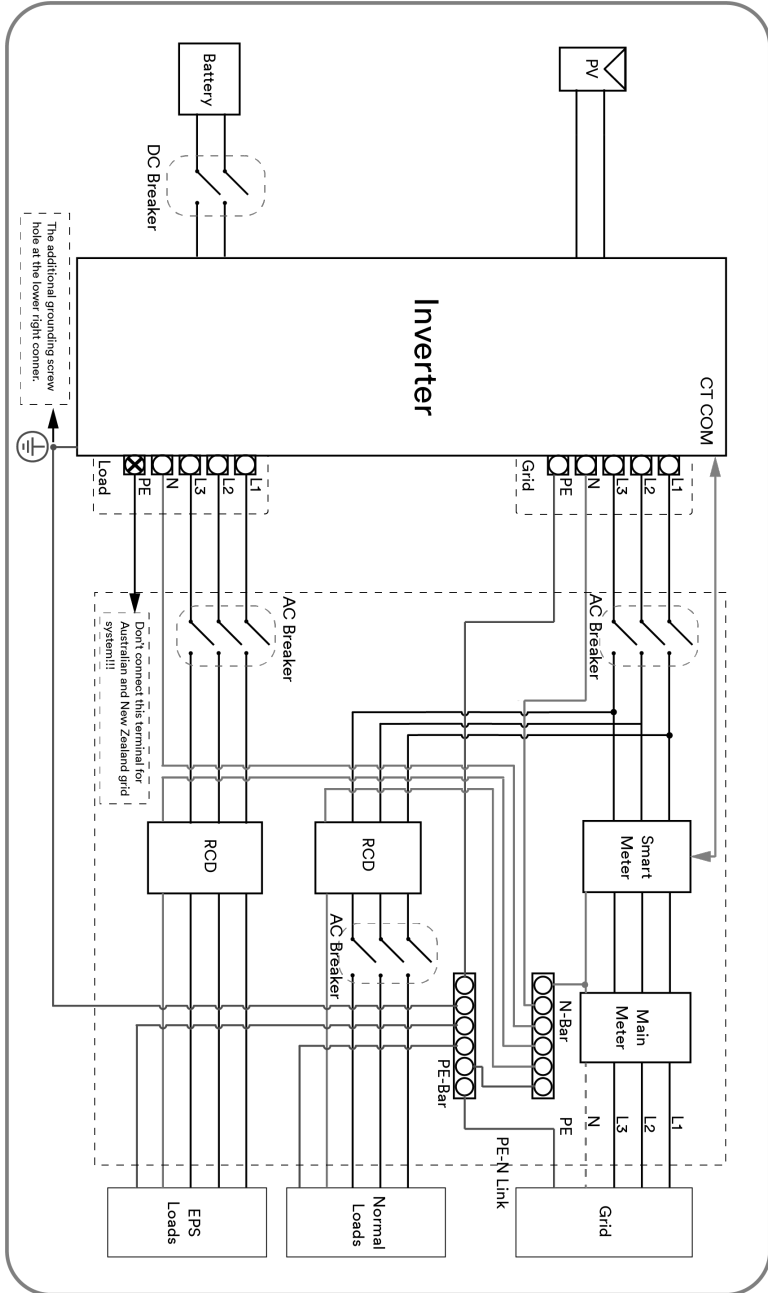 Battery
PV
DC Breaker
The additional grounding screw
hole at the lower right conner.
Inverter
CT COM
Load
PE
N
L3
L2
L1
Grid
PE
N
L3
L2
L1
AC Breaker
AC Breaker
Don't connect this terminal for
Australian and New Zealand grid
system!!!
RCD
RCD
Smart
Meter
AC Breaker
N-Bar
Main
Meter
PE-Bar
PE-N Link
PE
N
L3
L2
L1
EPS
Loads
Normal
Loads
Grid